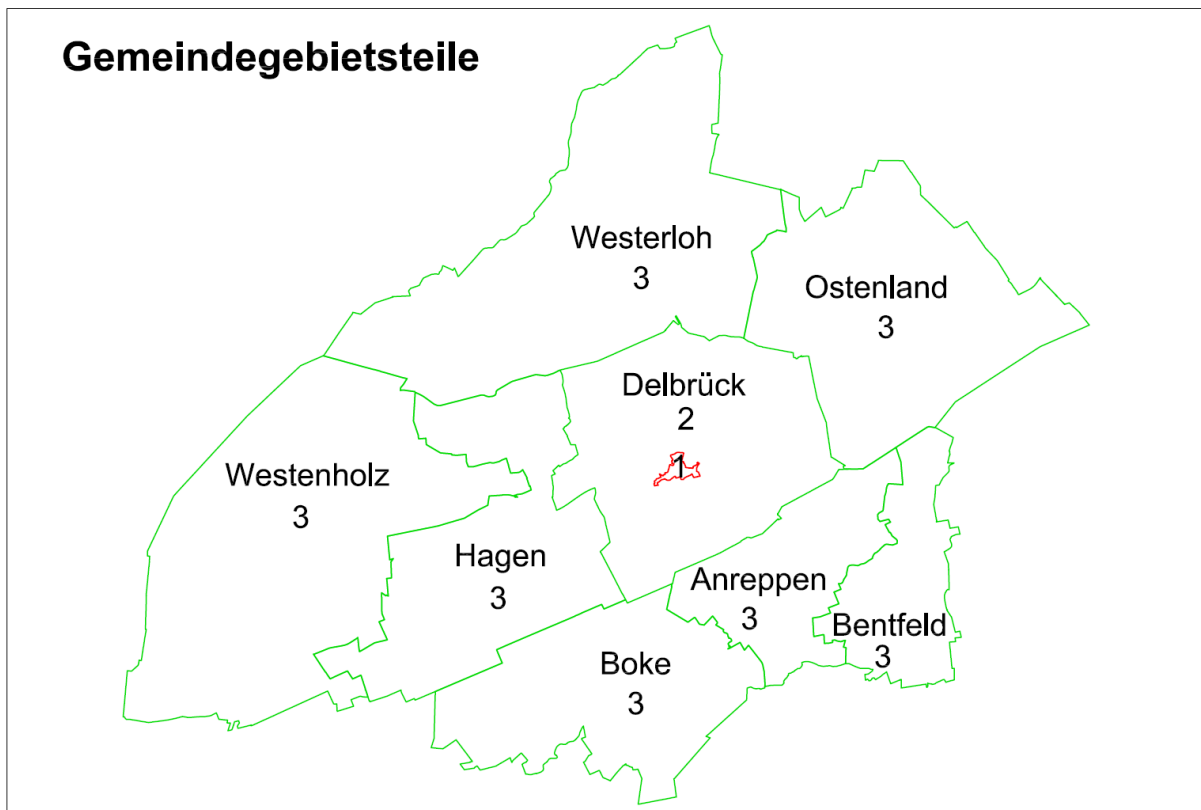 Gemeindegebietsteile
Westerloh
3
Ostenland
3
Delbrück
2
1
Westenholz
3
Hagen
3
Anreppen
3
Bentfeld
3
Boke
3